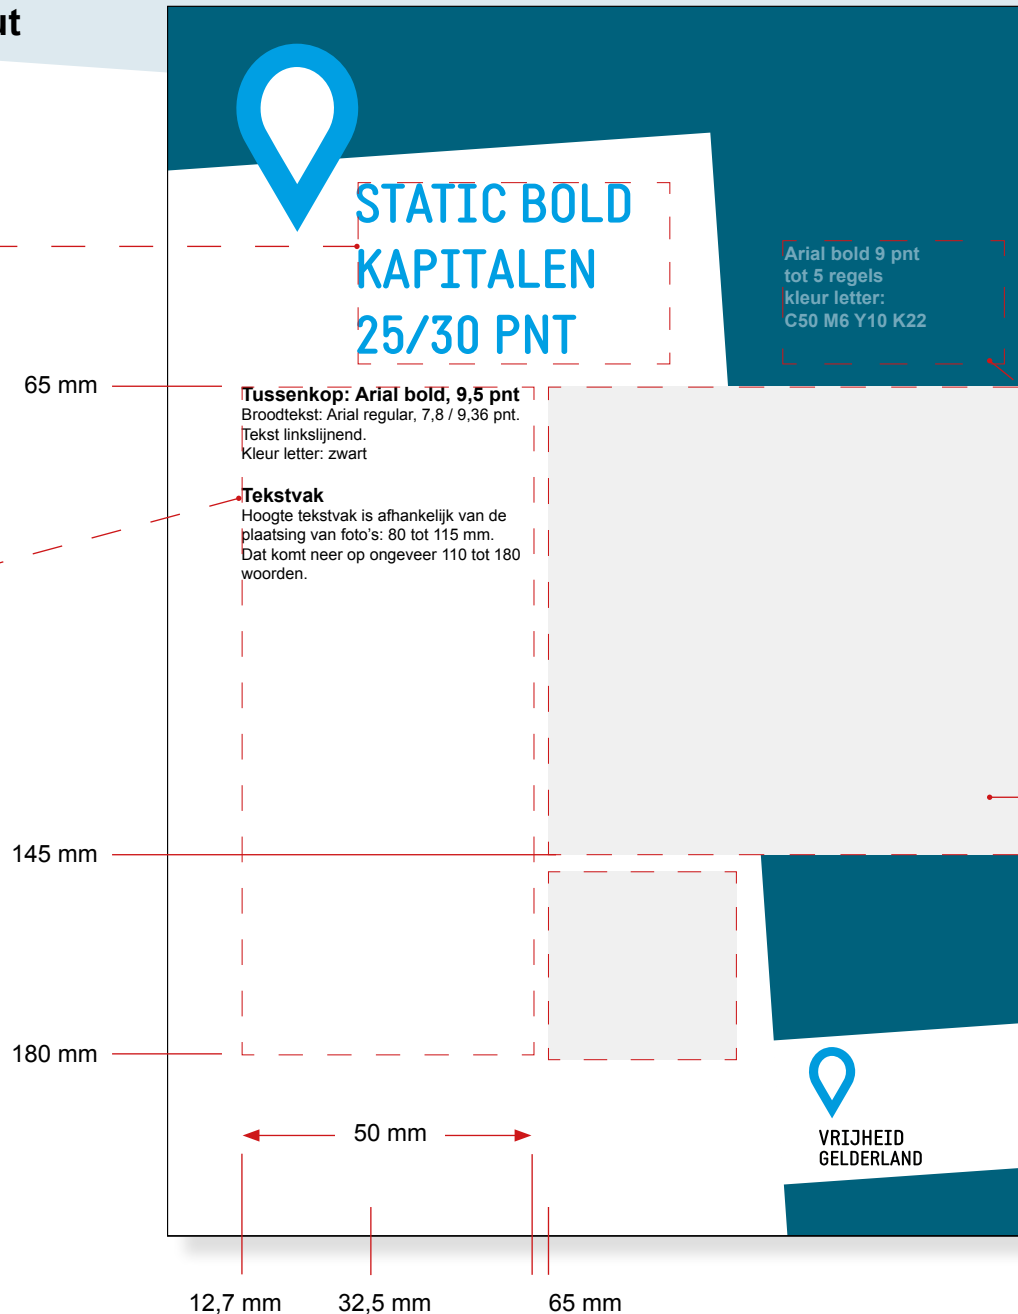 ut
STATIC BOLD
KAPITALEN
25/30 PNT
Arial bold 9 pnt
tot 5 regels
kleur letter:
C50 M6 Y10 K22
65 mm
Tussenkop: Arial bold, 9,5 pnt
Broodtekst: Arial regular, 7,8 / 9,36 pnt.
Tekst linkslijnend.
Kleur letter: zwart
Tekstvak
Hoogte tekstvak is afhankelijk van de
plaatsing van foto's: 80 tot 115 mm.
Dat komt neer op ongeveer 110 tot 180
woorden.
145 mm
180 mm
50 mm
VRIJHEID
GELDERLAND
12,7 mm
32,5 mm
65 mm